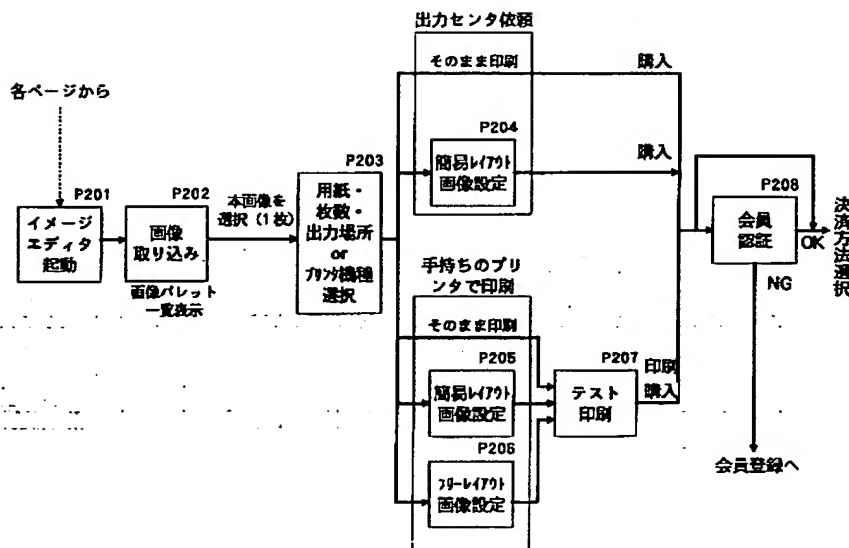 出力センタ依頼
そのまま印刷
購入
各ページから
P204
簡易レイアウト
画像設定
購入
P203
用紙・
枚数・
出力場所
or
プリンタ機種
選択
P201
イメージ
エディタ
起動
P202
画像
取り込み
画像パレット
一覧表示
本画像を
選択（1枚）
P208
会員
認証
OK
決済方法選択
NG
会員登録へ
手持ちのプリ
ンタで印刷
そのまま印刷
P205
簡易レイアウト
画像設定
P206
フリーレイアウト
画像設定
P207
テスト
印刷
印刷
購入